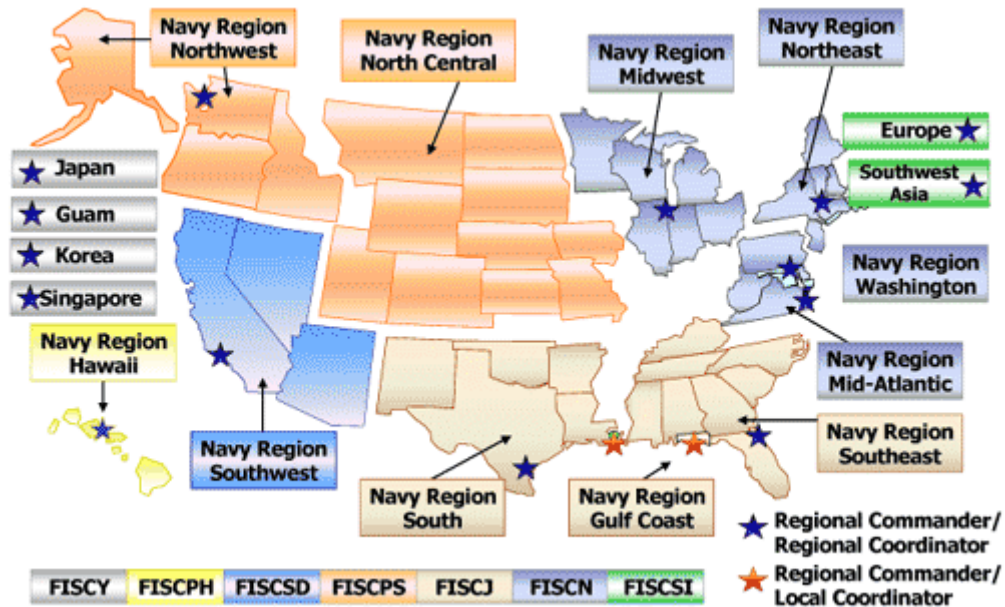 Navy Region
Northwest
Navy Region
North Central
Navy Region
Midwest
Navy Region
Northeast
Europe
Southwest
Asia
Japan
Guam
Korea
Singapore
Navy Region
Hawaii
Navy Region
Washington
Navy Region
Mid-Atlantic
Navy Region
Southwest
Navy Region
South
Navy Region
Gulf Coast
Navy Region
Southeast
Regional Commander/
Regional Coordinator
Regional Commander/
Local Coordinator
FISCY FISCPH FISCSD FISCPS FISCJ FISCN FISCSI